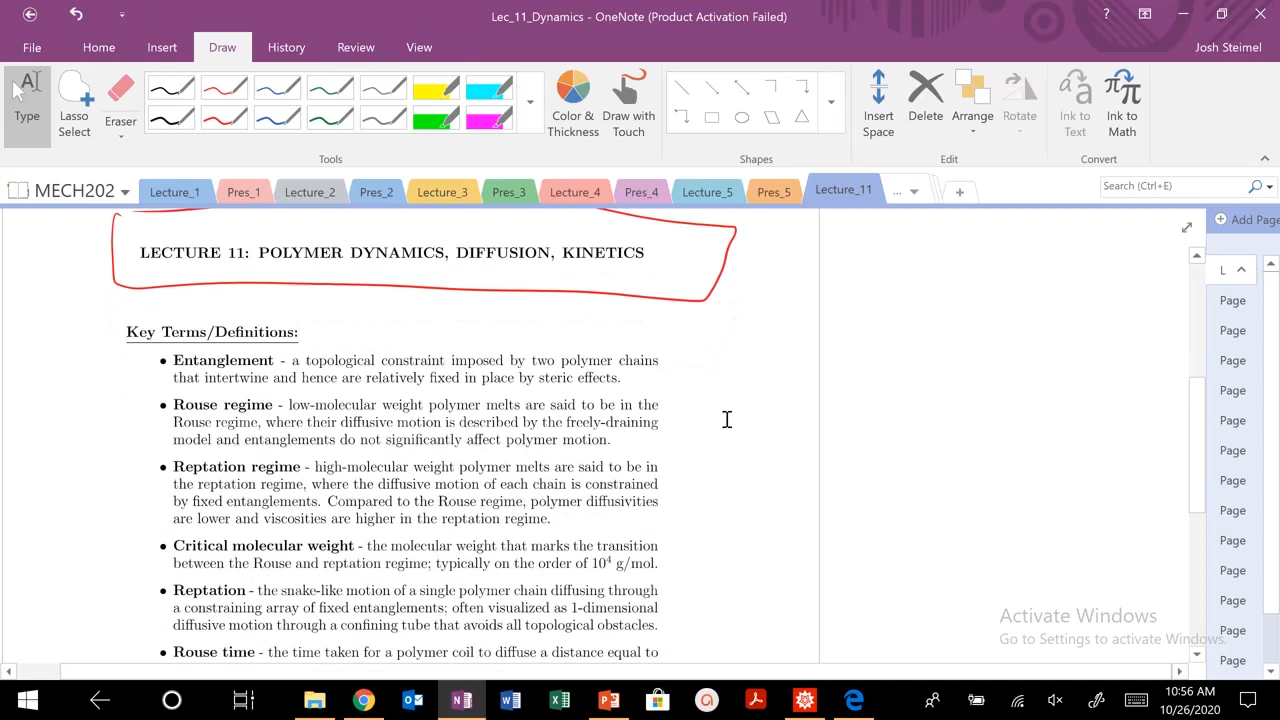 Lec_11_Dynamics - OneNote (Product Activation Failed)
?
File
Home
Insert
Draw
History
Review
View
Josh Steimel
Type
Lasso Select
Eraser
Color & Thickness
Draw with Touch
Insert Space
Delete
Arrange
Rotate
Ink to Text
Ink to Math
Tools
Shapes
Edit
Convert
MECH202
Lecture_1
Pres_1
Lecture_2
Pres_2
Lecture_3
Pres_3
Lecture_4
Pres_4
Lecture_5
Pres_5
Lecture_11
...
Search (Ctrl+E)
Add Page
LECTURE 11: POLYMER DYNAMICS, DIFFUSION, KINETICS
Key Terms/Definitions:
• Entanglement - a topological constraint imposed by two polymer chains
that intertwine and hence are relatively fixed in place by steric effects.
• Rouse regime - low-molecular weight polymer melts are said to be in the
Rouse regime, where their diffusive motion is described by the freely-draining
model and entanglements do not significantly affect polymer motion.
• Reptation regime - high-molecular weight polymer melts are said to be in
the reptation regime, where the diffusive motion of each chain is constrained
by fixed entanglements. Compared to the Rouse regime, polymer diffusivities
are lower and viscosities are higher in the reptation regime.
• Critical molecular weight - the molecular weight that marks the transition
between the Rouse and reptation regime; typically on the order of 10⁴ g/mol.
• Reptation - the snake-like motion of a single polymer chain diffusing through
a constraining array of fixed entanglements; often visualized as 1-dimensional
diffusive motion through a confining tube that avoids all topological obstacles.
• Rouse time - the time taken for a polymer coil to diffuse a distance equal to
L
Page
Page
Page
Page
Page
Page
Page
Page
Page
Page
Page
Page
Page
Activate Windows
Go to Settings to activate Windows.
10:56 AM
10/26/2020